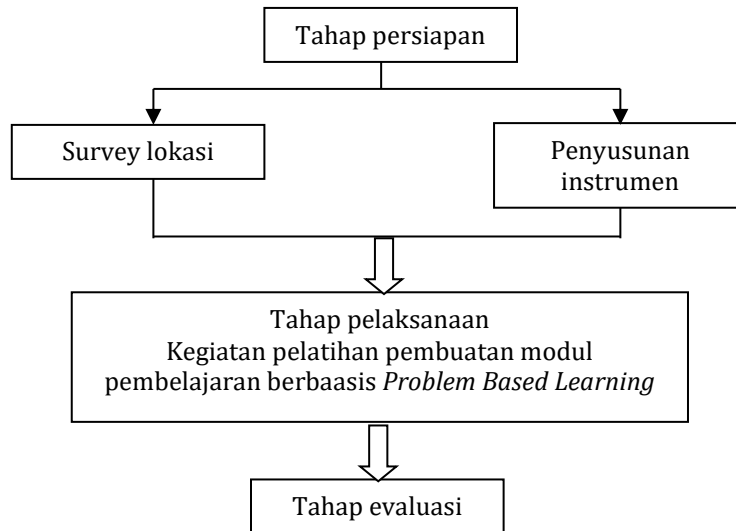 Tahap persiapan
Survey lokasi
Penyusunan
instrumen
Tahap pelaksanaan
Kegiatan pelatihan pembuatan modul
pembelajaran berbaasis Problem Based Learning
Tahap evaluasi